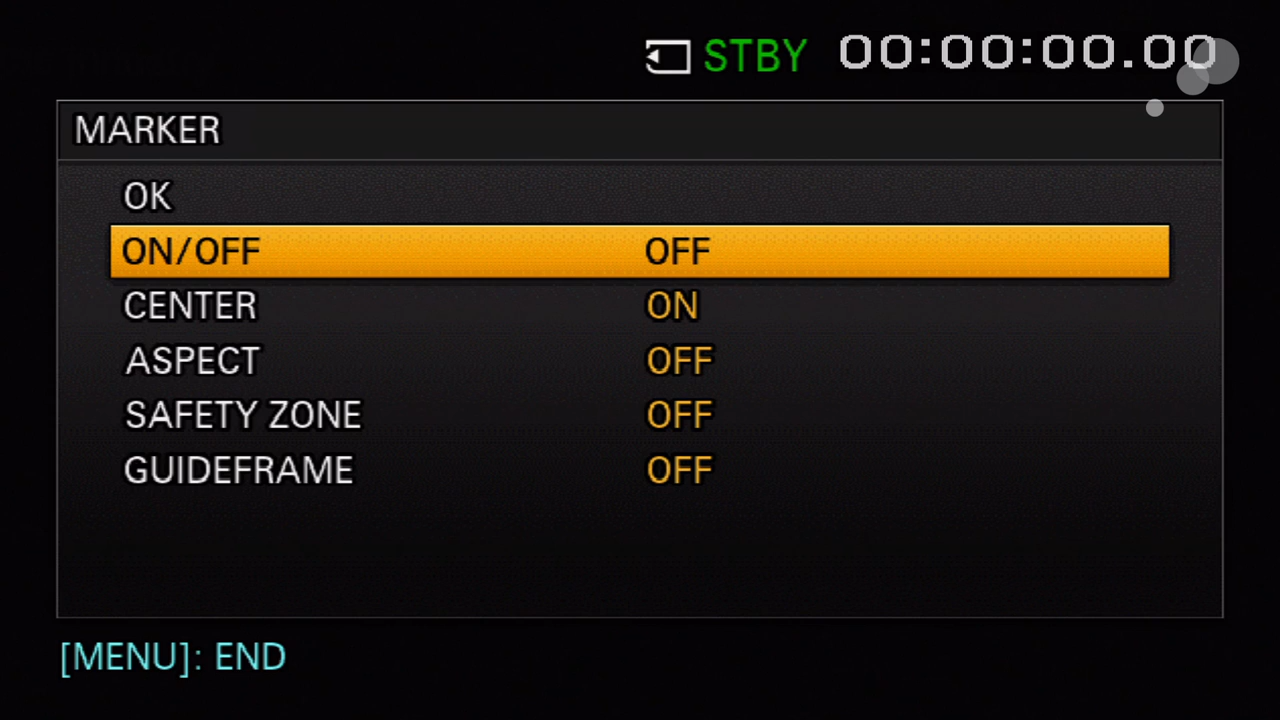 STBY 00:00:00.00
MARKER
OK
ON/OFF OFF
CENTER ON
ASPECT OFF
SAFETY ZONE OFF
GUIDEFRAME OFF
[MENU]: END